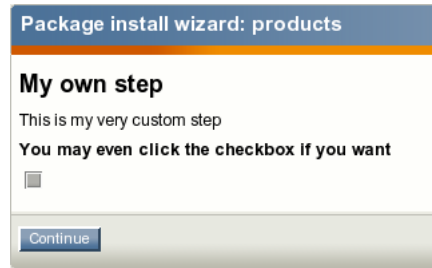 Package install wizard: products
My own step
This is my very custom step
You may even click the checkbox if you want
Continue